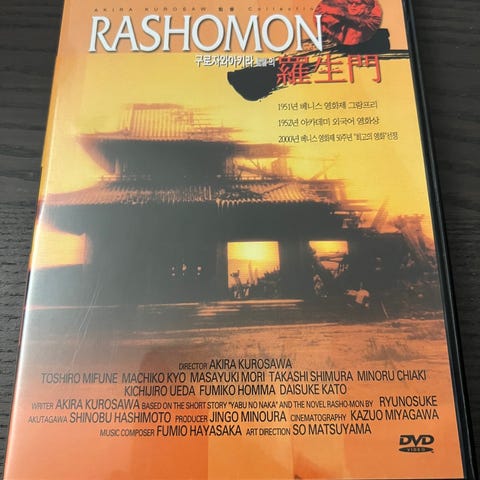 AKIRA KUROSAWA 監督 Collection
RASHOMON
구로자와아키라 監督의 羅生門
1951년 베니스 영화제 그랑프리
1952년 아카데미 외국어 영화상
2000년 베니스 영화제 50주년 "최고의 영화" 선정
DIRECTOR AKIRA KUROSAWA
TOSHIRO MIFUNE MACHIKO KYO MASAYUKI MORI TAKASHI SHIMURA MINORU CHIAKI
KICHIJIRO UEDA FUMIKO HOMMA DAISUKE KATO
WRITER AKIRA KUROSAWA BASED ON THE SHORT STORY "YABU NO NAKA" AND THE NOVEL RASHO-MON BY RYUNOSUKE
AKUTAGAWA SHINOBU HASHIMOTO PRODUCER JINGO MINOURA CINEMATOGRAPHY KAZUO MIYAGAWA
MUSIC COMPOSER FUMIO HAYASAKA ART DIRECTION SO MATSUYAMA
DVD
VIDEO